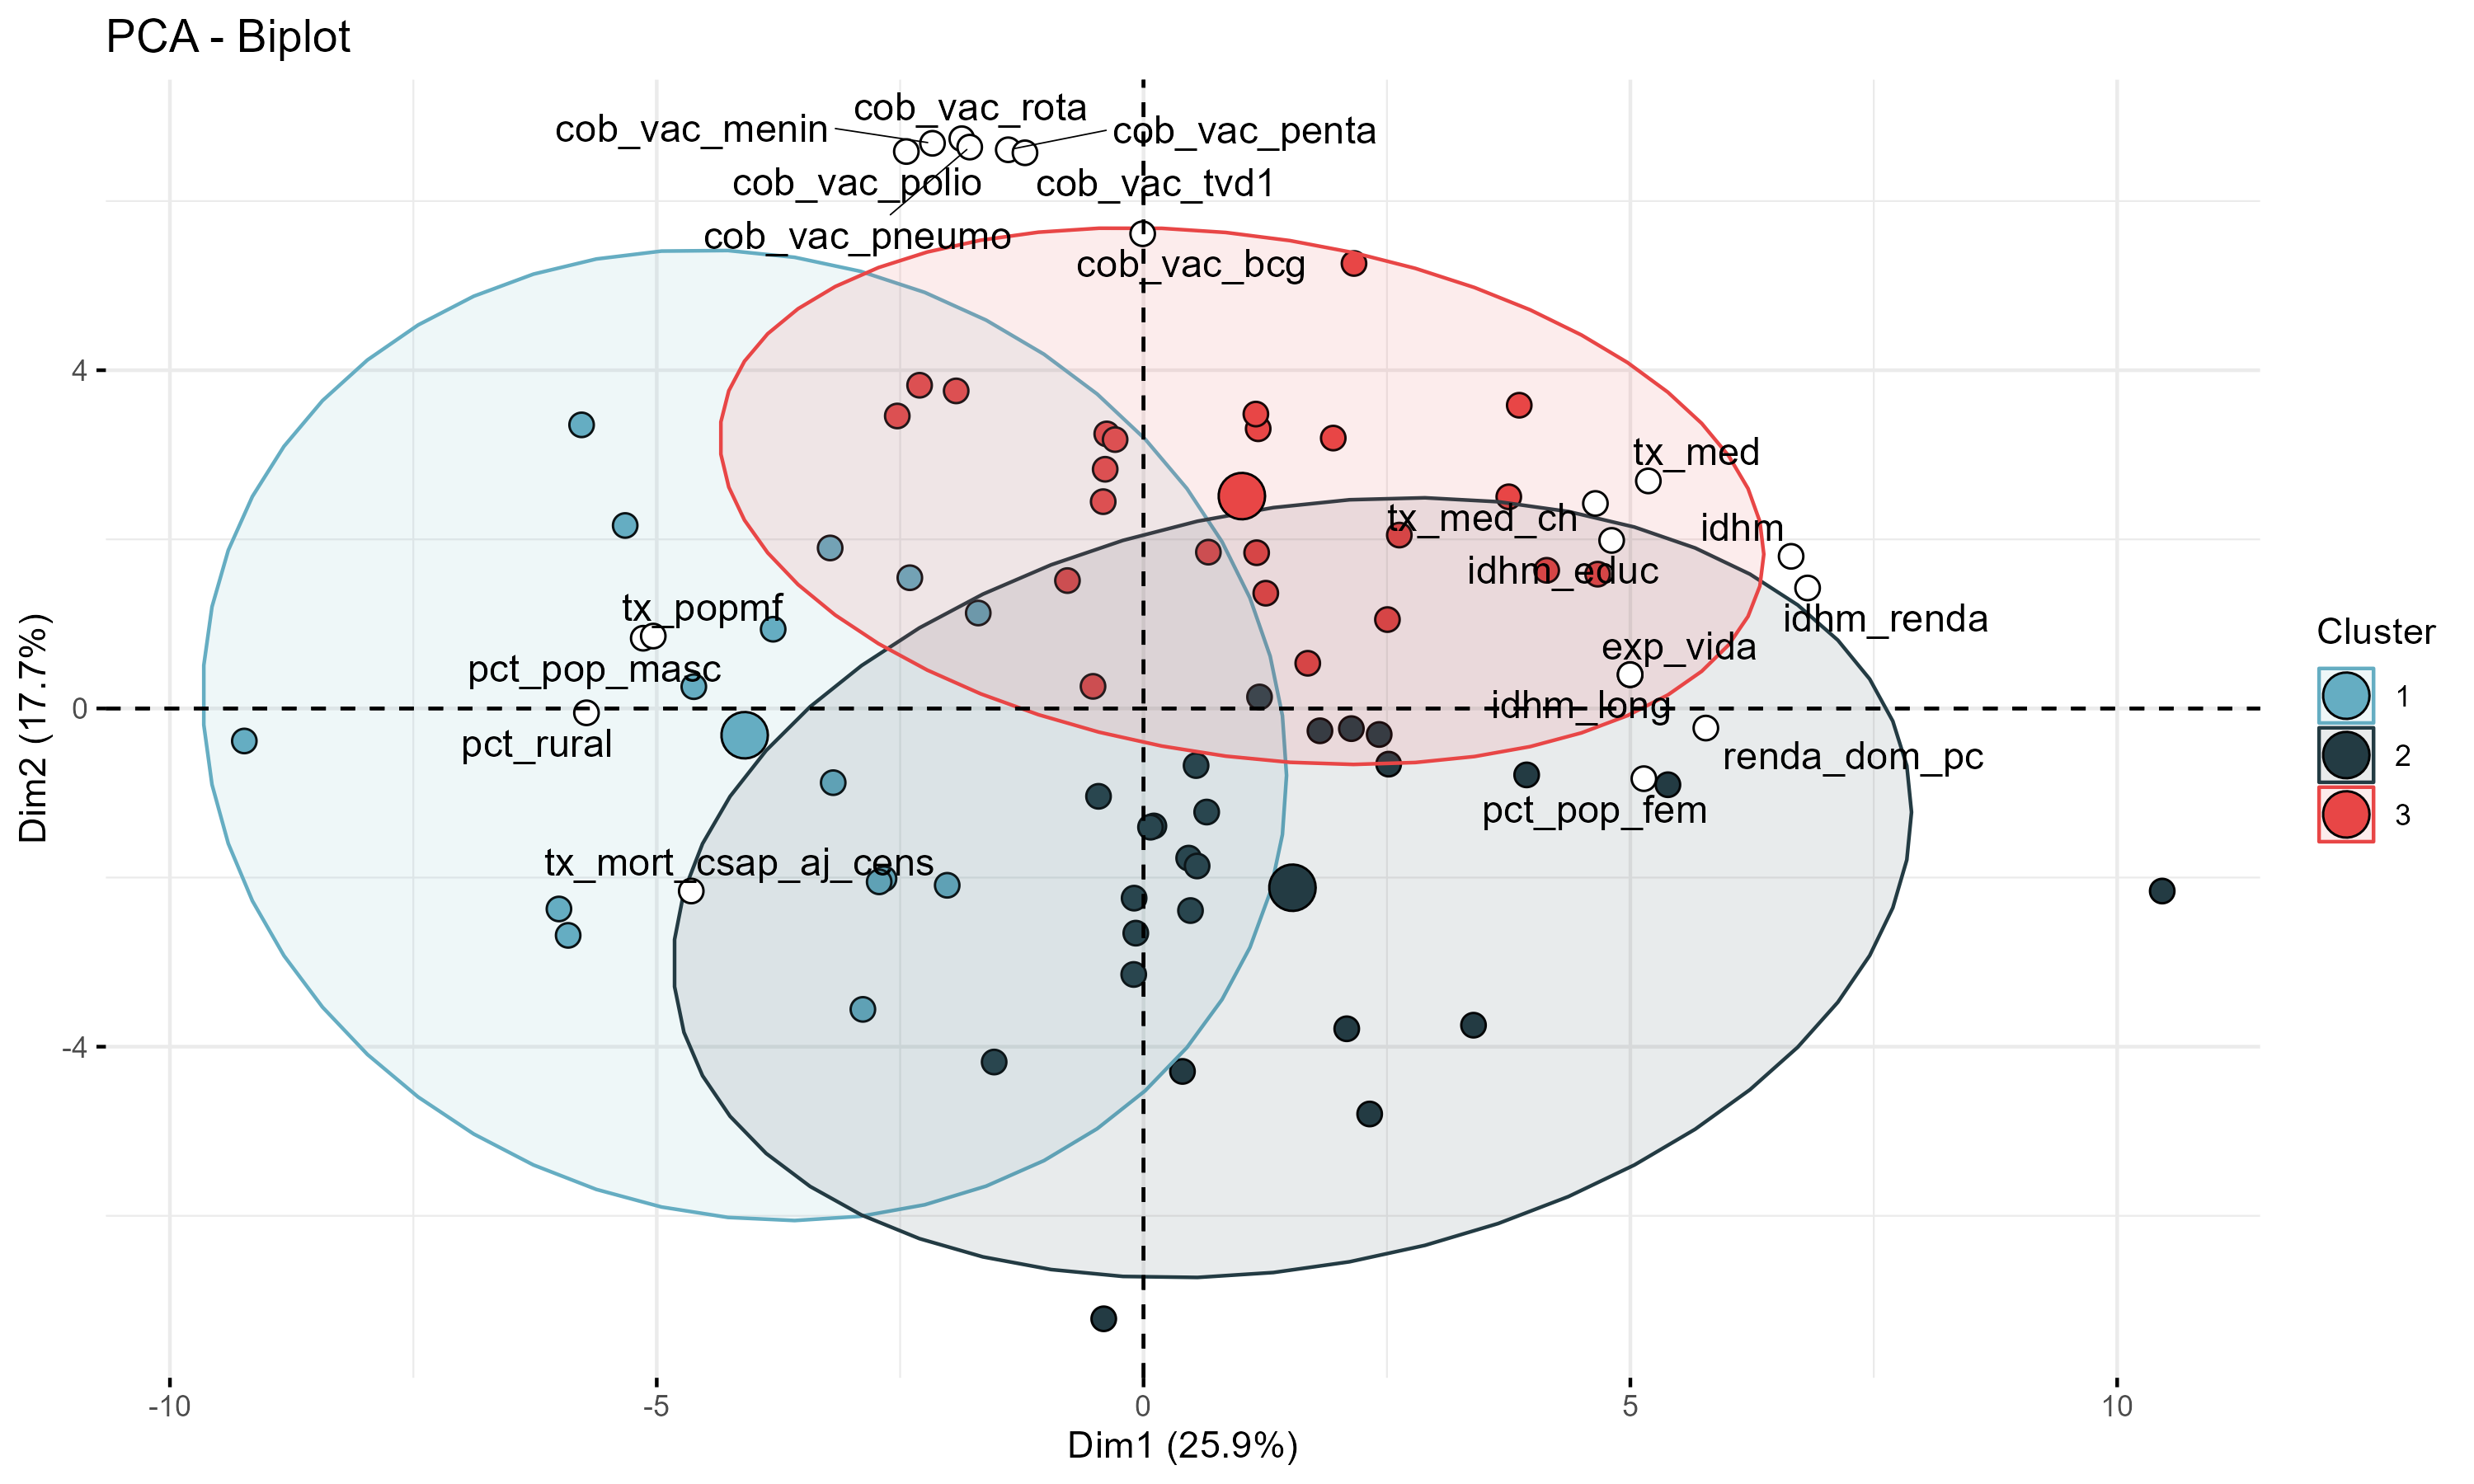 PCA - Biplot
cob_vac_rota
cob_vac_menin
cob_vac_penta
cob_vac_polio
cob_vac_tvd1
cob_vac_pneumo
cob_vac_bcg
4
tx_med
tx_med_ch
idhm
idhm_educ
tx_popmf
idhm_renda
Cluster
exp_vida
pct_pop_masc
1
0
idhm_long
pct_rural
renda_dom_pc
2
pct_pop_fem
3
tx_mort_csap_aj_cens
-4
-10
-5
0
5
10
Dim1 (25.9%)
Dim2 (17.7%)